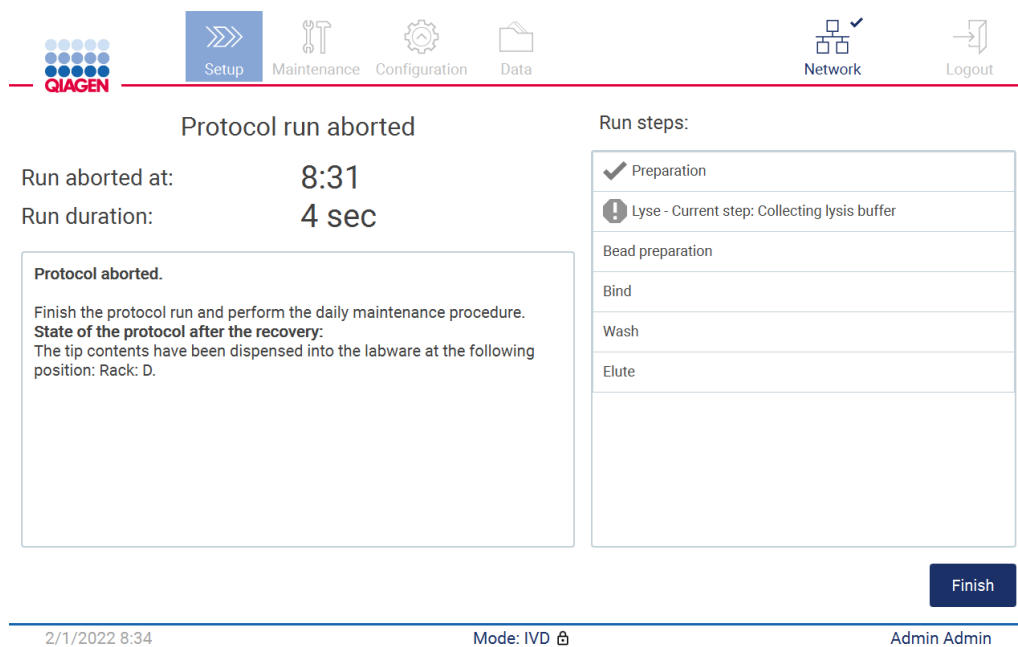 QIAGEN
Setup
Maintenance
Configuration
Data
Network
Logout
Protocol run aborted
Run aborted at: 8:31
Run duration: 4 sec
Protocol aborted.
Finish the protocol run and perform the daily maintenance procedure.
State of the protocol after the recovery:
The tip contents have been dispensed into the labware at the following
position: Rack: D.
Run steps:
Preparation
Lyse - Current step: Collecting lysis buffer
Bead preparation
Bind
Wash
Elute
Finish
2/1/2022 8:34
Mode: IVD
Admin Admin